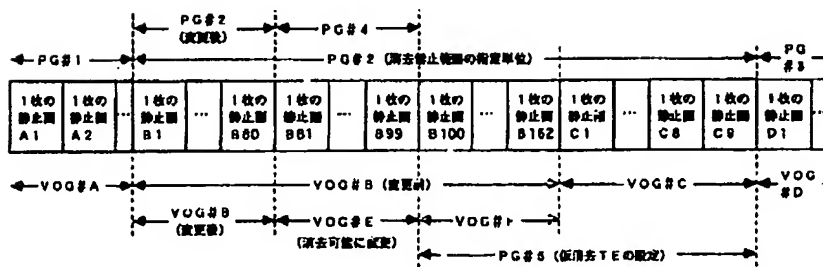 PG#2
(変更後)
PG#4
PG#1
PG#2 (消去禁止範囲の指定単位)
PG
#3
1枚の
静止画
A1
1枚の
静止画
A2
…
1枚の
静止画
B1
…
1枚の
静止画
B60
1枚の
静止画
B61
…
1枚の
静止画
B99
1枚の
静止画
B100
…
1枚の
静止画
B162
1枚の
静止画
C1
…
1枚の
静止画
C8
1枚の
静止画
C9
1枚の
静止画
D1
VOG#A
VOG#B (変更前)
VOG#C
VOG
#D
VOG#B
(変更後)
VOG#E
(消去可能に変更)
VOG#F
PG#5 (仮消去TEの設定)